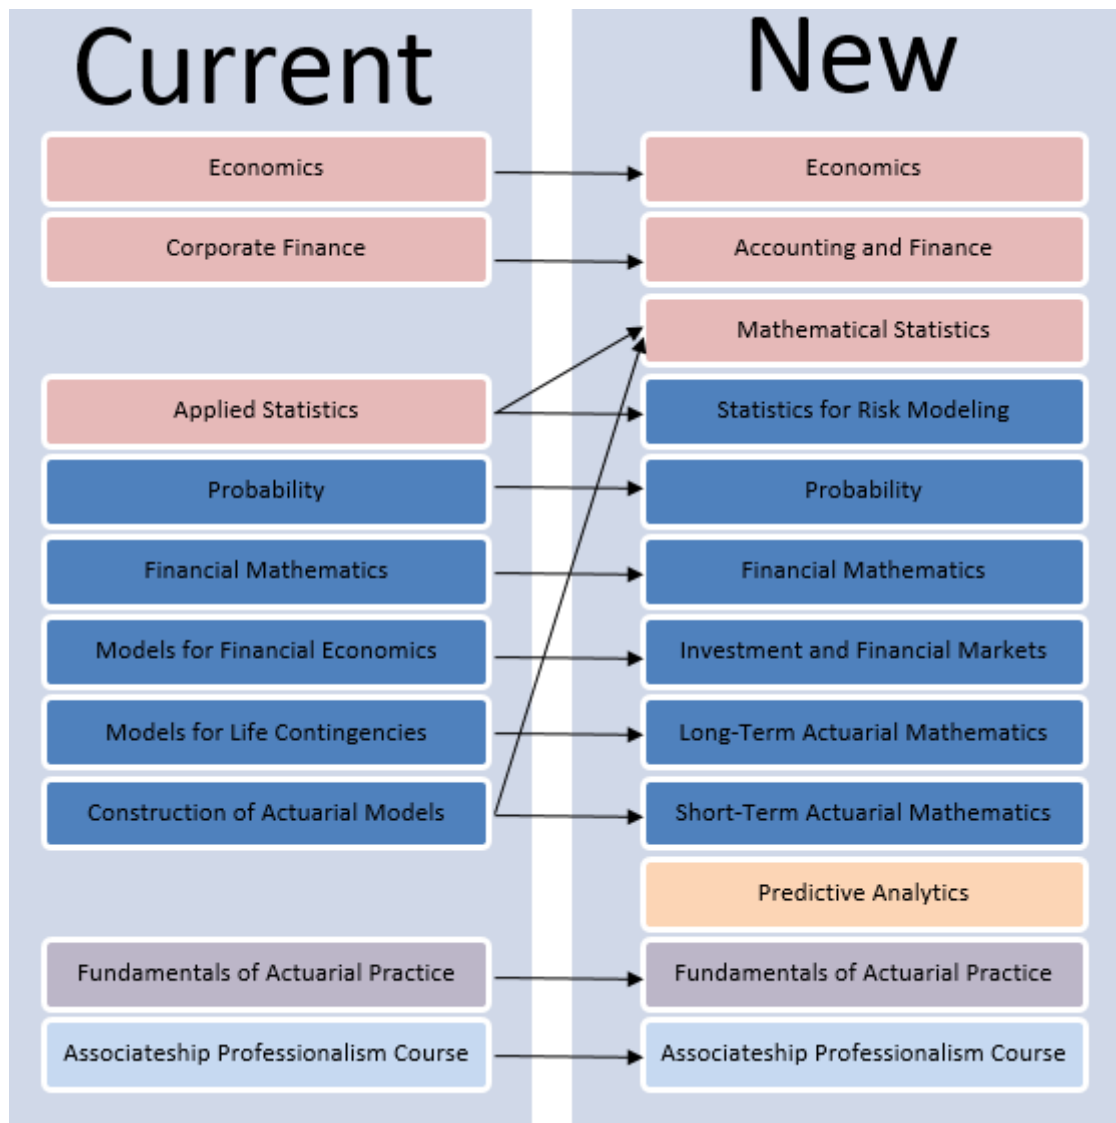 Current
New
Economics
Economics
Corporate Finance
Accounting and Finance
Mathematical Statistics
Applied Statistics
Statistics for Risk Modeling
Probability
Probability
Financial Mathematics
Financial Mathematics
Models for Financial Economics
Investment and Financial Markets
Models for Life Contingencies
Long-Term Actuarial Mathematics
Construction of Actuarial Models
Short-Term Actuarial Mathematics
Predictive Analytics
Fundamentals of Actuarial Practice
Fundamentals of Actuarial Practice
Associateship Professionalism Course
Associateship Professionalism Course